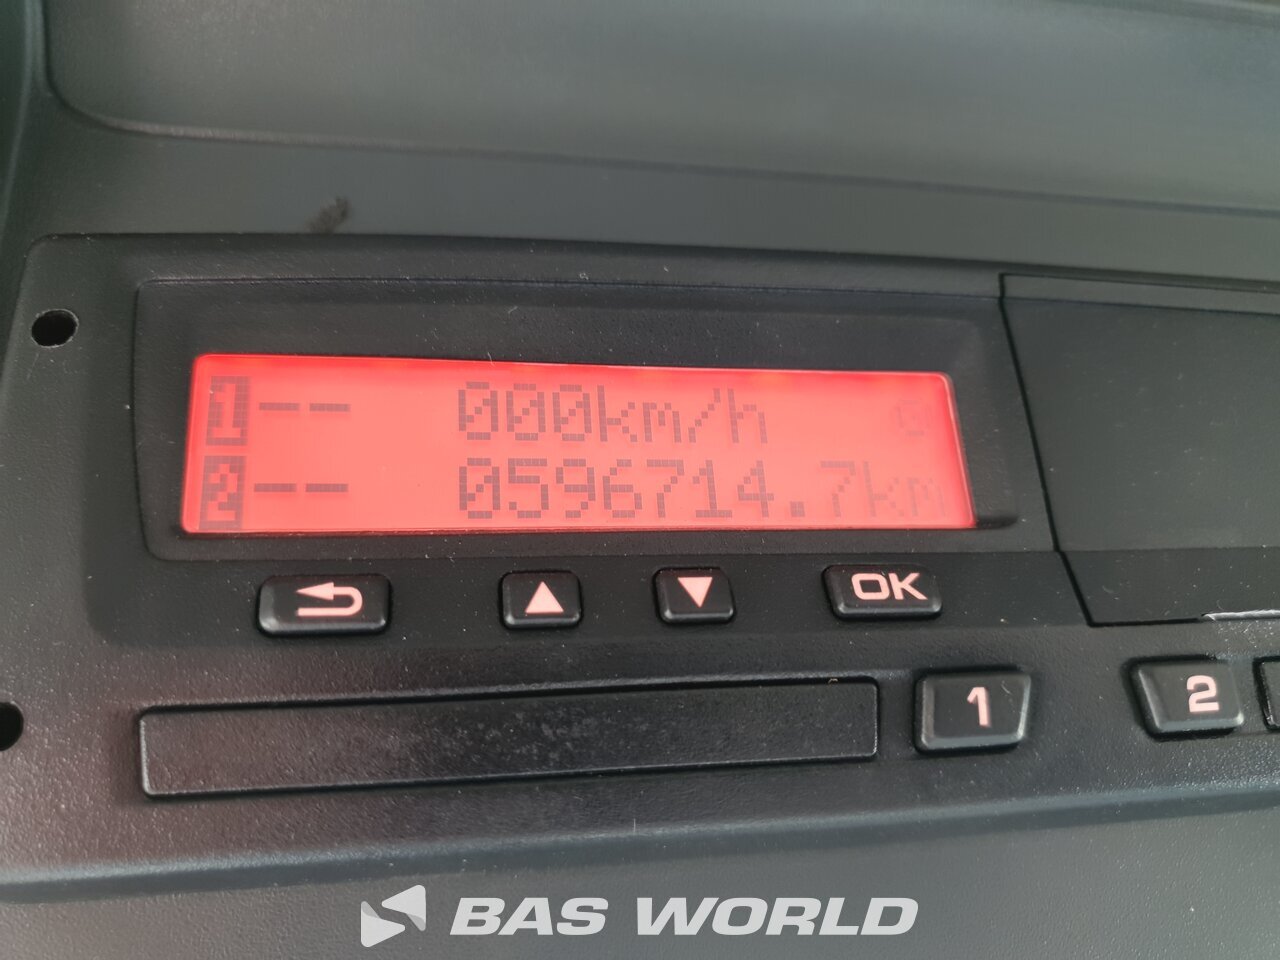 1-- 000km/h
2-- 0596714.7km
OK
1 2
BAS WORLD